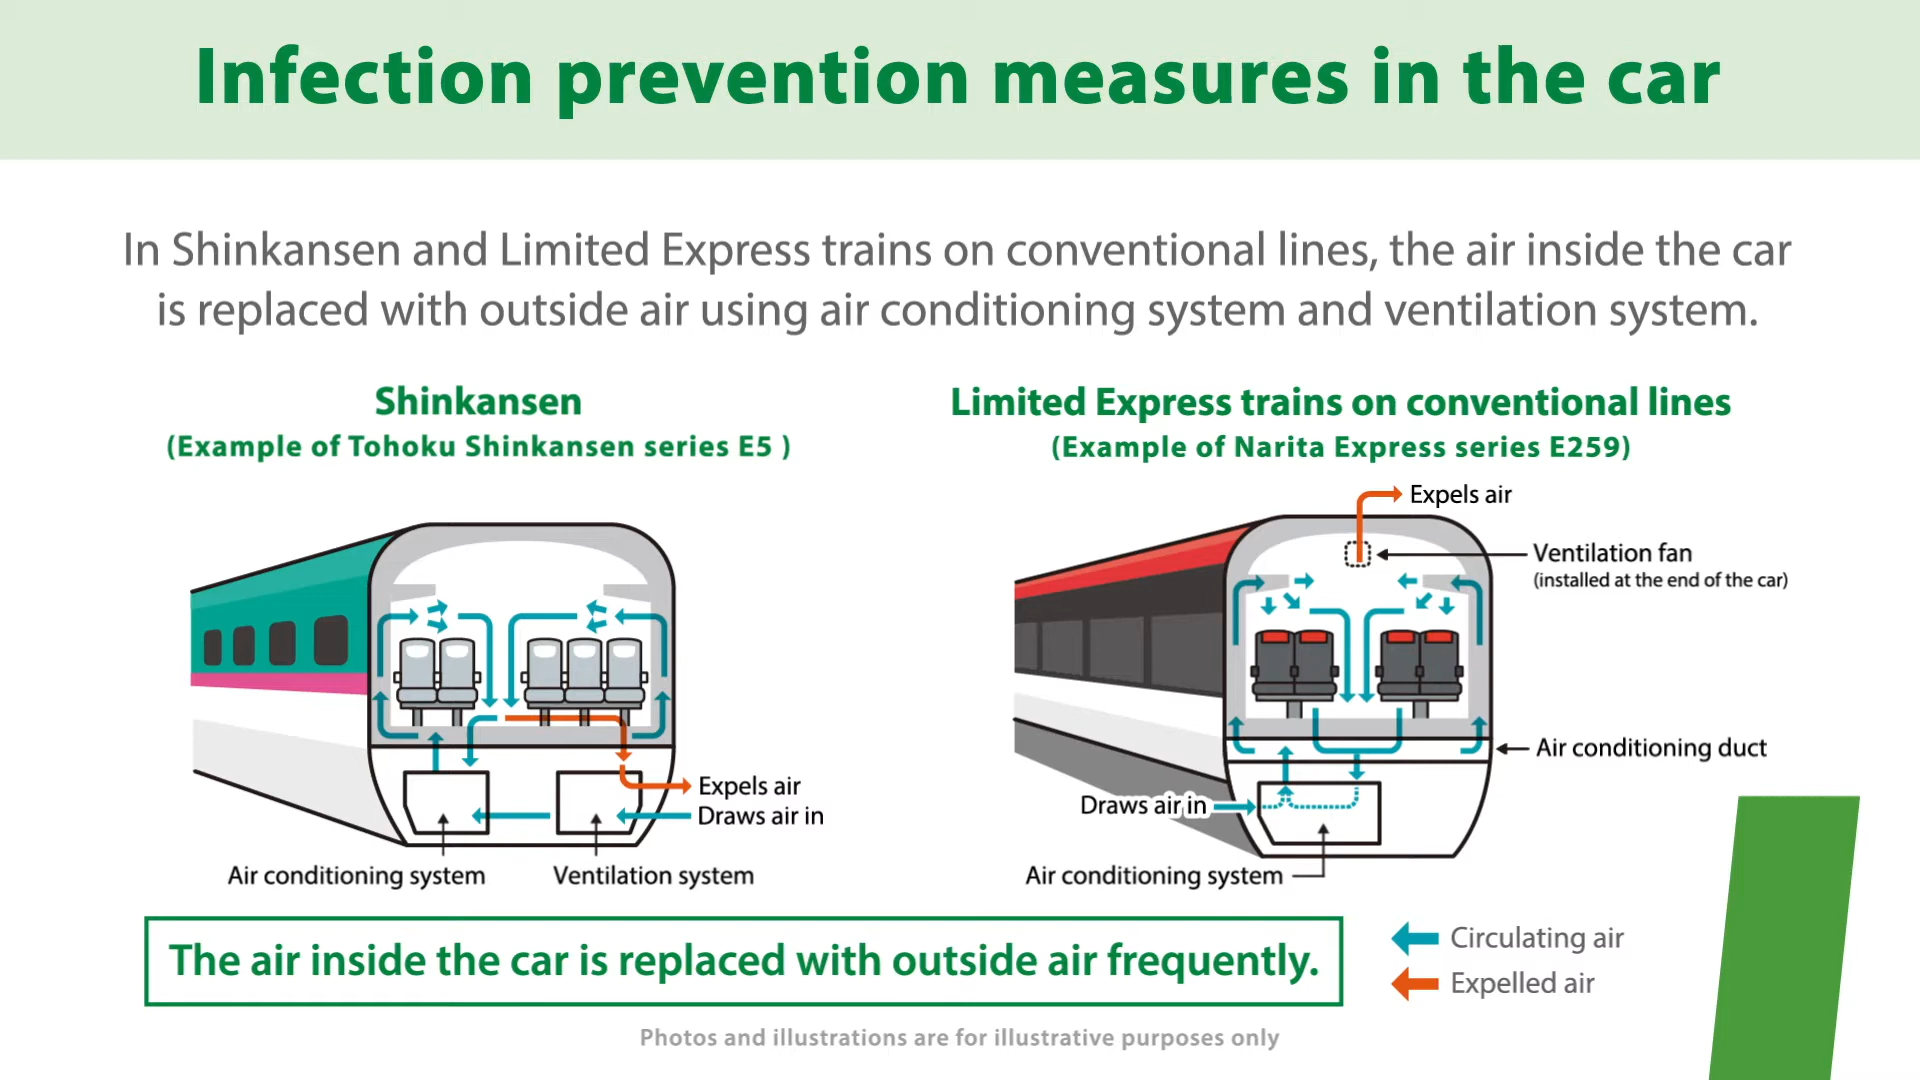 Infection prevention measures in the car
In Shinkansen and Limited Express trains on conventional lines, the air inside the car
is replaced with outside air using air conditioning system and ventilation system.
Shinkansen
(Example of Tohoku Shinkansen series E5 )
Expels air
Draws air in
Air conditioning system
Ventilation system
Limited Express trains on conventional lines
(Example of Narita Express series E259)
Expels air
Ventilation fan
(installed at the end of the car)
Air conditioning duct
Draws air in
Air conditioning system
The air inside the car is replaced with outside air frequently.
Circulating air
Expelled air
Photos and illustrations are for illustrative purposes only